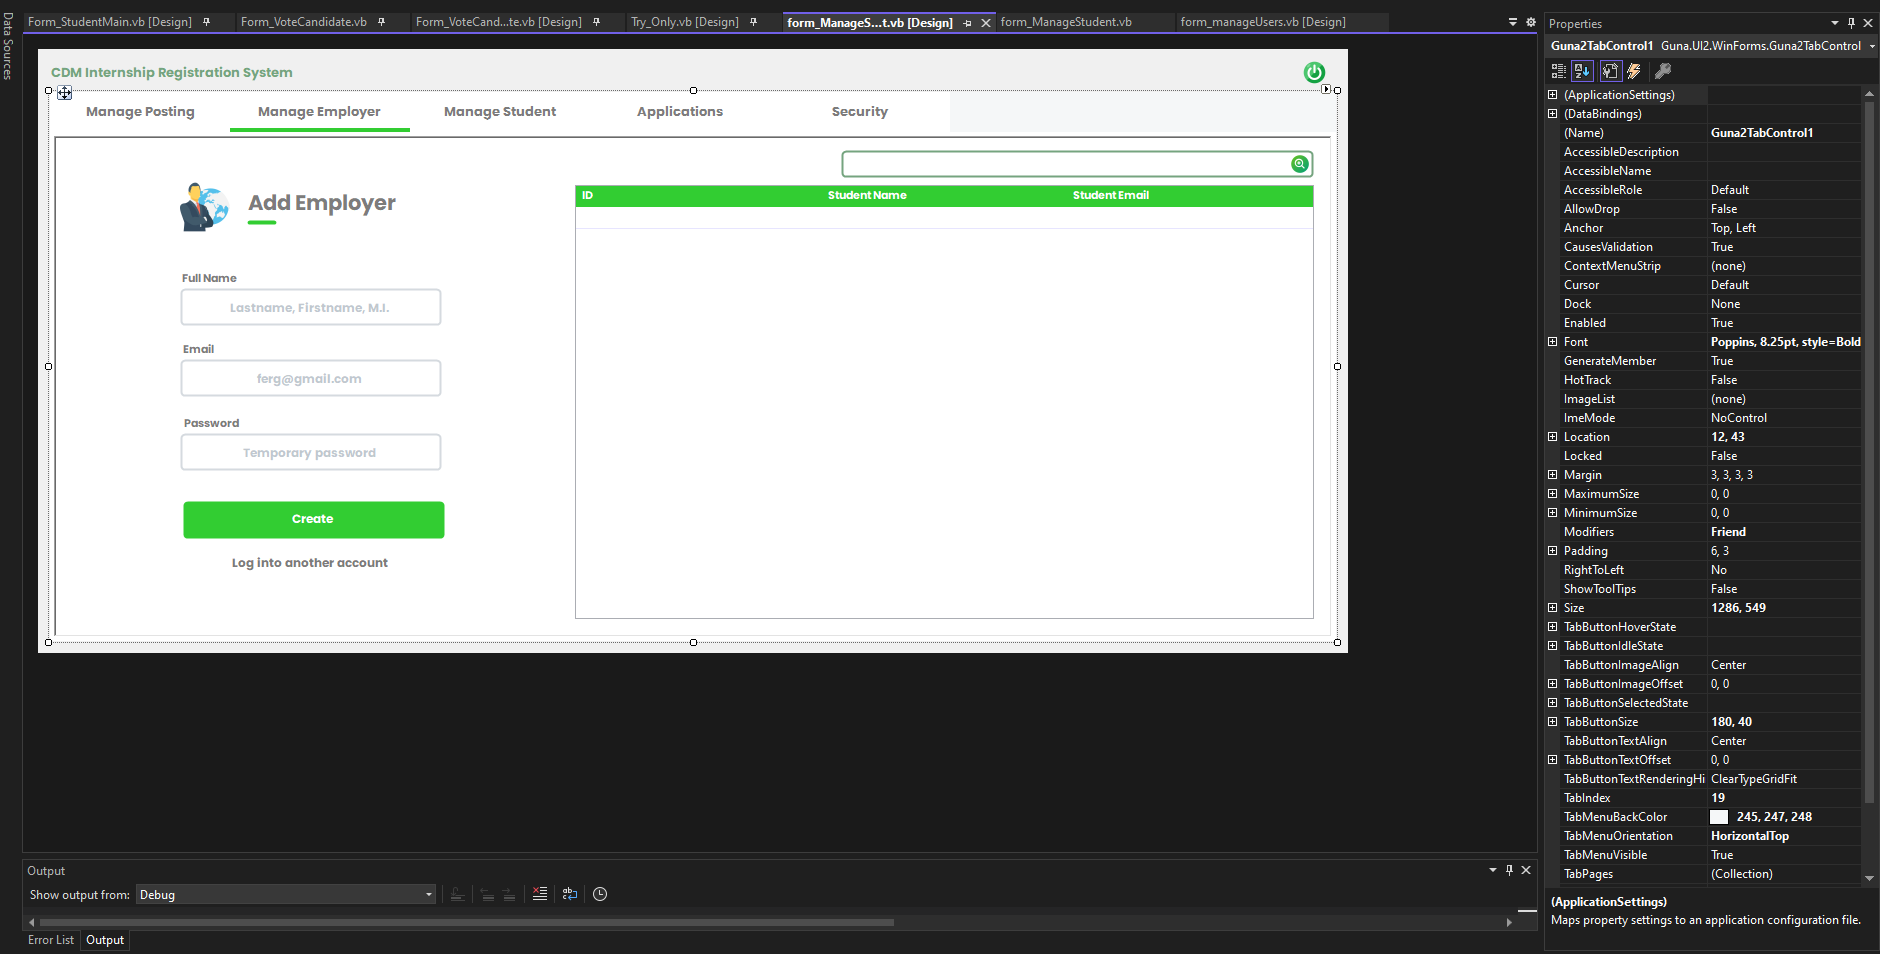 Data Sources
Form_StudentMain.vb [Design]
Form_VoteCandidate.vb
Form_VoteCand...te.vb [Design]
Try_Only.vb [Design]
form_ManageS...t.vb [Design]
form_ManageStudent.vb
form_manageUsers.vb [Design]
CDM Internship Registration System
Manage Posting
Manage Employer
Manage Student
Applications
Security
Add Employer
Full Name
Lastname, Firstname, M.I.
Email
ferg@gmail.com
Password
Temporary password
Create
Log into another account
ID
Student Name
Student Email
Output
Show output from: Debug
Error List
Output
Properties
Guna2TabControl1 Guna.UI2.WinForms.Guna2TabControl
(ApplicationSettings)
(DataBindings)
(Name) Guna2TabControl1
AccessibleDescription
AccessibleName
AccessibleRole Default
AllowDrop False
Anchor Top, Left
CausesValidation True
ContextMenuStrip (none)
Cursor Default
Dock None
Enabled True
Font Poppins, 8.25pt, style=Bold
GenerateMember True
HotTrack False
ImageList (none)
ImeMode NoControl
Location 12, 43
Locked False
Margin 3, 3, 3, 3
MaximumSize 0, 0
MinimumSize 0, 0
Modifiers Friend
Padding 6, 3
RightToLeft No
ShowToolTips False
Size 1286, 549
TabButtonHoverState
TabButtonIdleState
TabButtonImageAlign Center
TabButtonImageOffset 0, 0
TabButtonSelectedState
TabButtonSize 180, 40
TabButtonTextAlign Center
TabButtonTextOffset 0, 0
TabButtonTextRenderingHi ClearTypeGridFit
TabIndex 19
TabMenuBackColor 245, 247, 248
TabMenuOrientation HorizontalTop
TabMenuVisible True
TabPages (Collection)
(ApplicationSettings)
Maps property settings to an application configuration file.